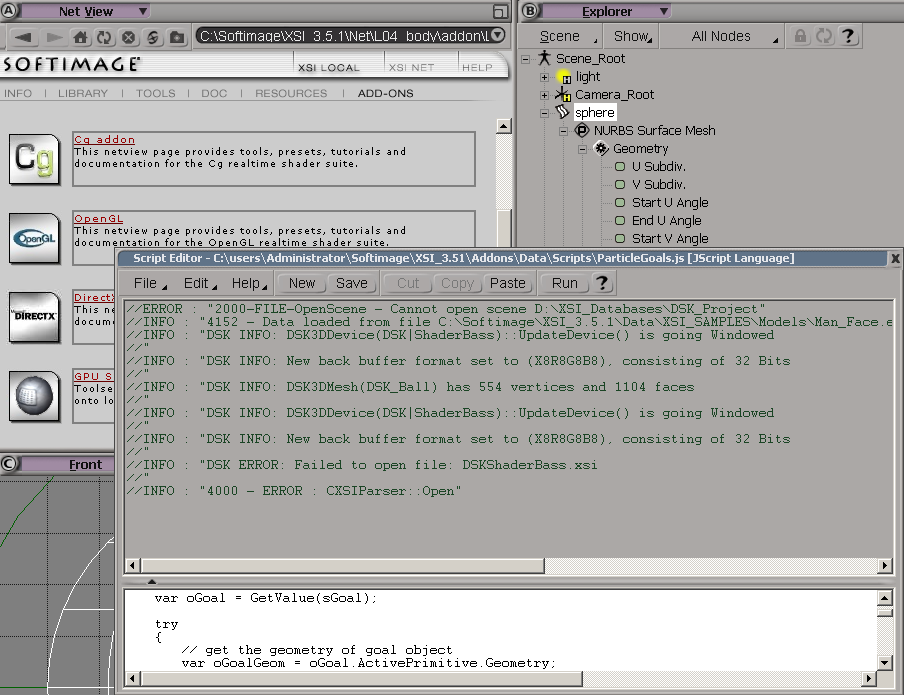 A Net View
C:\Softimage\XSI_3.5.1\Net\L04_body\addon\L
SOFTIMAGE®
XSI LOCAL XSI NET HELP
INFO | LIBRARY | TOOLS | DOC | RESOURCES | ADD-ONS
Cg
Cg addon
This netview page provides tools, presets, tutorials and
documentation for the Cg realtime shader suite.
OpenGL
OpenGL
This netview page provides tools, presets, tutorials and
documentation for the OpenGL realtime shader suite.
DIRECTX
DirectX
This ne
docum
GPU S
Toolse
onto lo
C Front
B Explorer
Scene Show All Nodes ?
Scene_Root
light
Camera_Root
sphere
NURBS Surface Mesh
Geometry
U Subdiv.
V Subdiv.
Start U Angle
End U Angle
Start V Angle
Script Editor - C:\users\Administrator\Softimage\XSI_3.51\Addons\Data\Scripts\ParticleGoals.js [JScript Language] X
File Edit Help New Save Cut Copy Paste Run ?
//ERROR : "2000-FILE-OpenScene - Cannot open scene D:\XSI_Databases\DSK_Project"
//INFO : "4152 - Data loaded from file C:\Softimage\XSI_3.5.1\Data\XSI_SAMPLES\Models\Man_Face.e
//INFO : "DSK INFO: DSK3DDevice(DSK|ShaderBass)::UpdateDevice() is going Windowed
//"
//INFO : "DSK INFO: New back buffer format set to (X8R8G8B8), consisting of 32 Bits
//"
//INFO : "DSK INFO: DSK3DMesh(DSK_Ball) has 554 vertices and 1104 faces
//"
//INFO : "DSK INFO: DSK3DDevice(DSK|ShaderBass)::UpdateDevice() is going Windowed
//"
//INFO : "DSK INFO: New back buffer format set to (X8R8G8B8), consisting of 32 Bits
//"
//INFO : "DSK ERROR: Failed to open file: DSKShaderBass.xsi
//"
//INFO : "4000 - ERROR : CXSIParser::Open"
var oGoal = GetValue(sGoal);
try
{
// get the geometry of goal object
var oGoalGeom = oGoal.ActivePrimitive.Geometry;